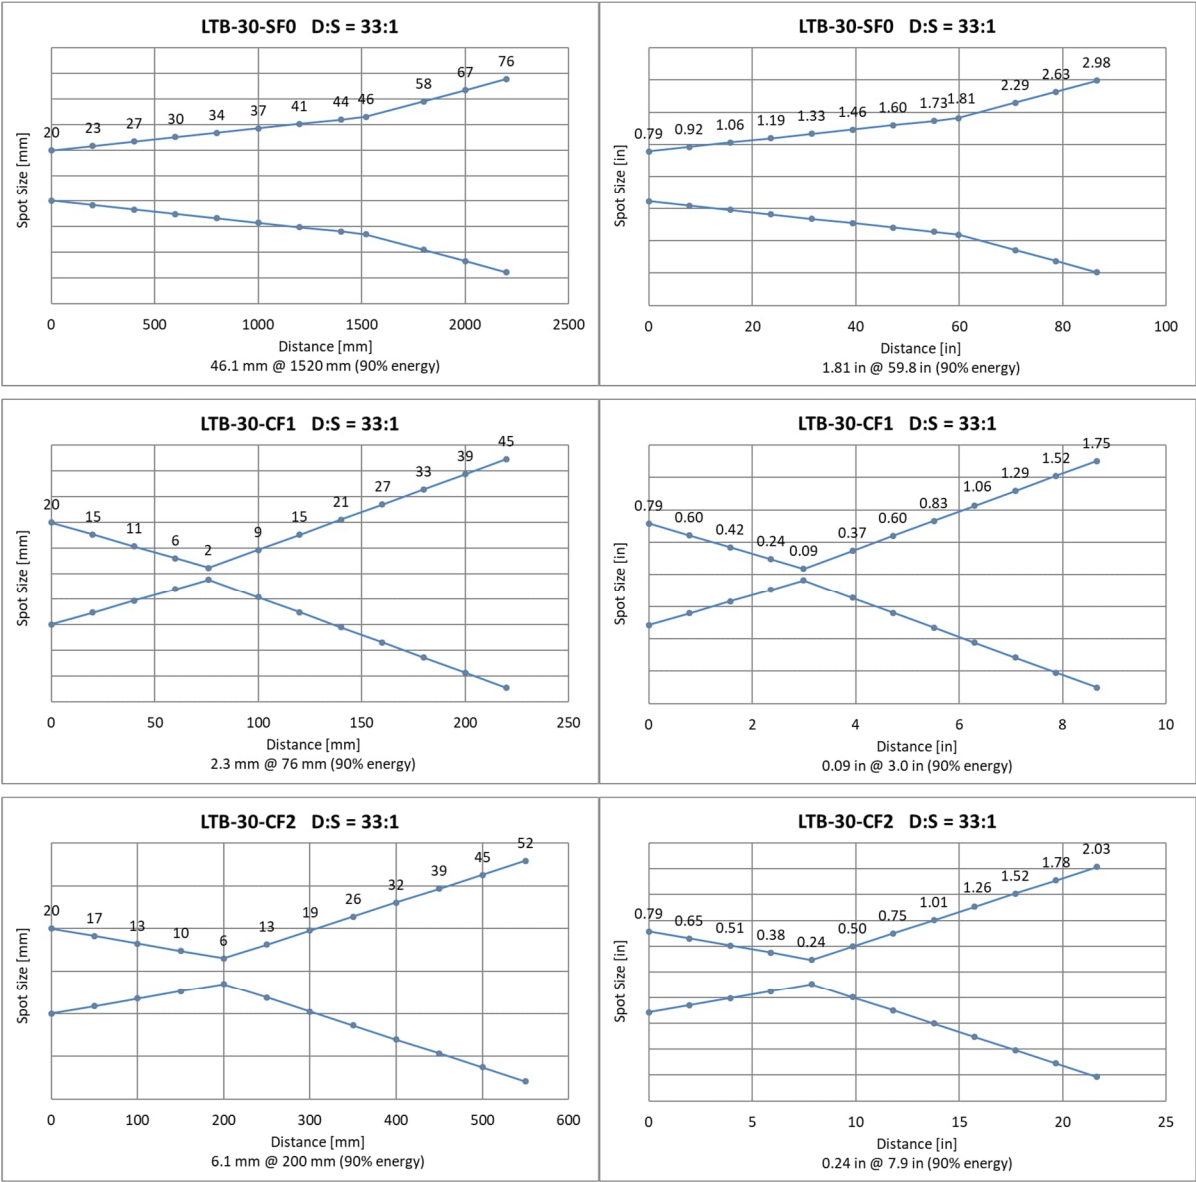 LTB-30-SF0 D:S = 33:1
76
67
58
46
44
41
37
34
30
27
23
20
Spot Size [mm]
0 500 1000 1500 2000 2500
Distance [mm]
46.1 mm @ 1520 mm (90% energy)
LTB-30-SF0 D:S = 33:1
2.98
2.63
2.29
1.81
1.73
1.60
1.46
1.33
1.19
1.06
0.92
0.79
Spot Size [in]
0 20 40 60 80 100
Distance [in]
1.81 in @ 59.8 in (90% energy)
LTB-30-CF1 D:S = 33:1
20 15 11 6 2 9 15 21 27 33 39 45
Spot Size [mm]
0 50 100 150 200 250
Distance [mm]
2.3 mm @ 76 mm (90% energy)
LTB-30-CF1 D:S = 33:1
0.79 0.60 0.42 0.24 0.09 0.37 0.60 0.83 1.06 1.29 1.52 1.75
Spot Size [in]
0 2 4 6 8 10
Distance [in]
0.09 in @ 3.0 in (90% energy)
LTB-30-CF2 D:S = 33:1
20 17 13 10 6 13 19 26 32 39 45 52
Spot Size [mm]
0 100 200 300 400 500 600
Distance [mm]
6.1 mm @ 200 mm (90% energy)
LTB-30-CF2 D:S = 33:1
0.79 0.65 0.51 0.38 0.24 0.50 0.75 1.01 1.26 1.52 1.78 2.03
Spot Size [in]
0 5 10 15 20 25
Distance [in]
0.24 in @ 7.9 in (90% energy)